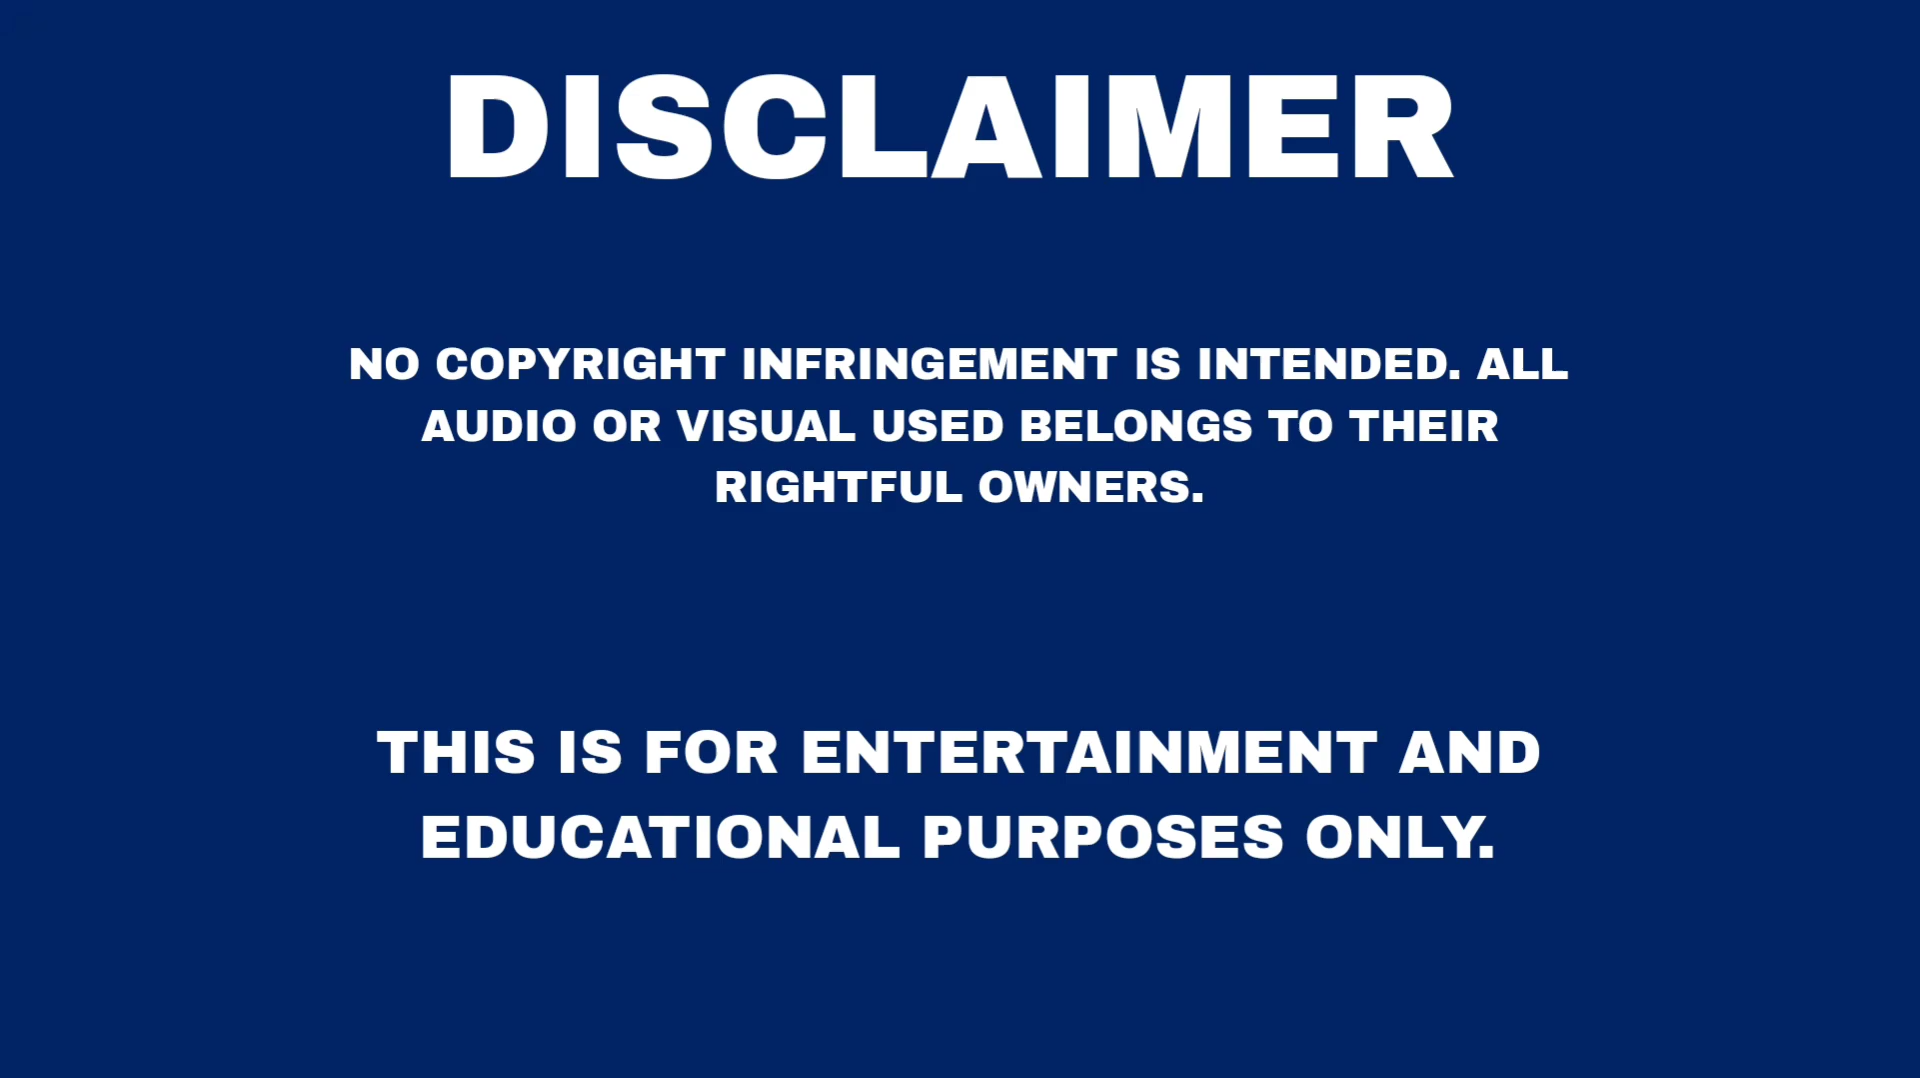 DISCLAIMER
NO COPYRIGHT INFRINGEMENT IS INTENDED. ALL
AUDIO OR VISUAL USED BELONGS TO THEIR
RIGHTFUL OWNERS.
THIS IS FOR ENTERTAINMENT AND
EDUCATIONAL PURPOSES ONLY.